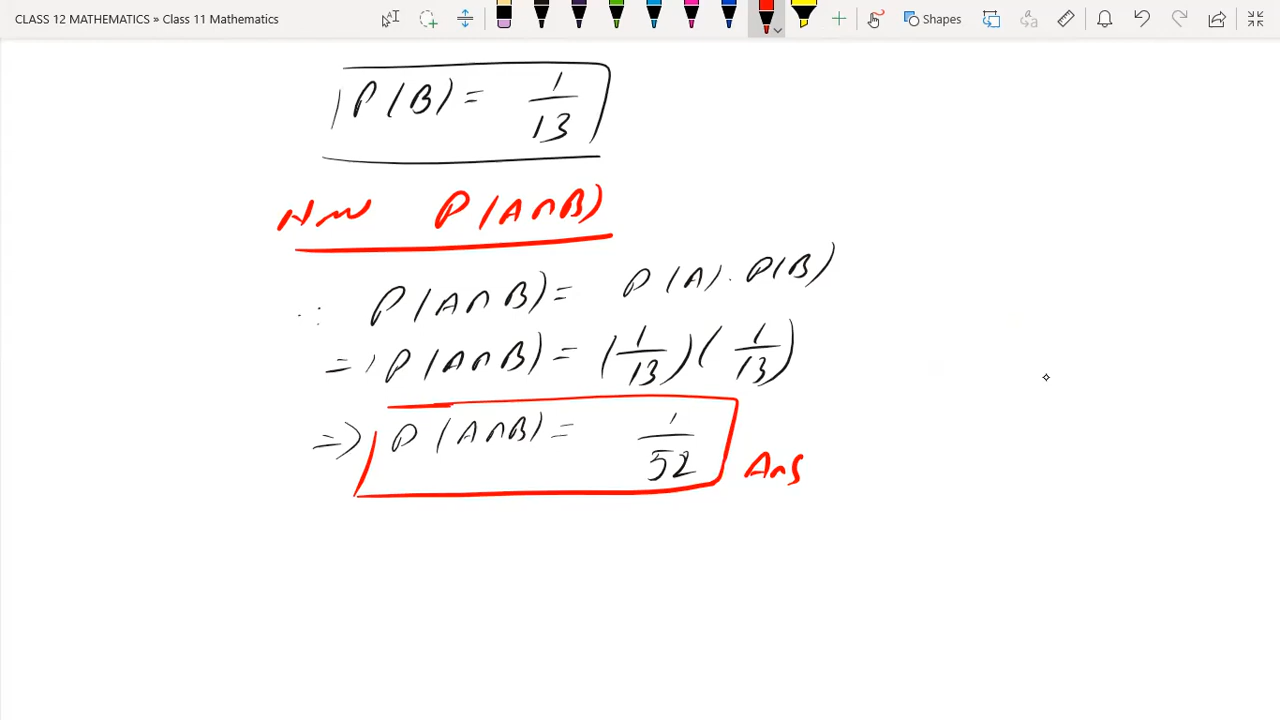 CLASS 12 MATHEMATICS » Class 11 Mathematics
Shapes
P(B) = 1/13
Now P(A∩B)
∴ P(A∩B) = P(A). P(B)
=) P(A∩B) = (1/13)(1/13)
=> P(A∩B) = 1/52 Ans